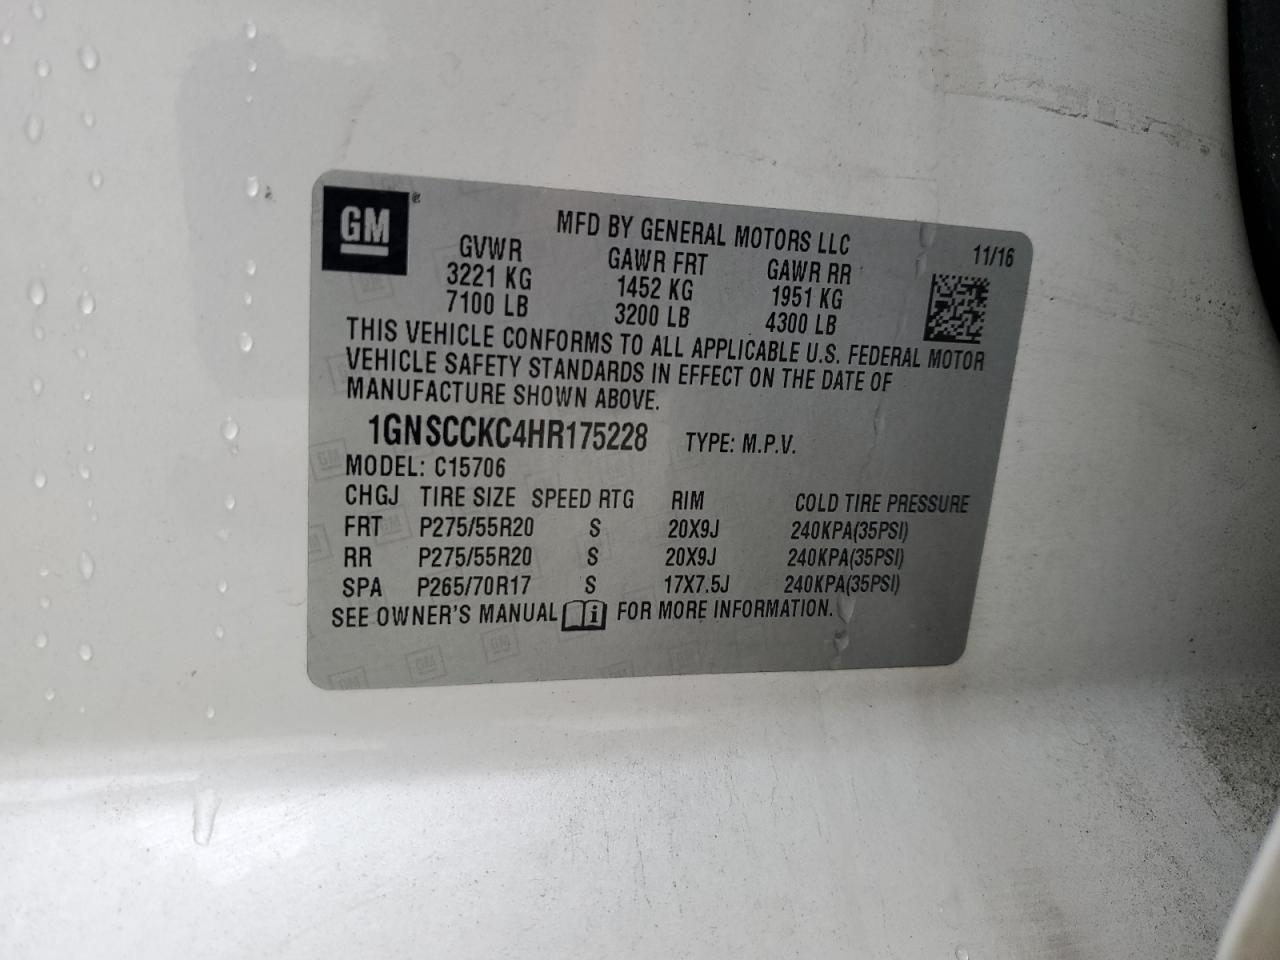 GM ®
MFD BY GENERAL MOTORS LLC 11/16
GVWR GAWR FRT GAWR RR
3221 KG 1452 KG 1951 KG
7100 LB 3200 LB 4300 LB
THIS VEHICLE CONFORMS TO ALL APPLICABLE U.S. FEDERAL MOTOR
VEHICLE SAFETY STANDARDS IN EFFECT ON THE DATE OF
MANUFACTURE SHOWN ABOVE.
1GNSCCKC4HR175228 TYPE: M.P.V.
MODEL: C15706
CHGJ TIRE SIZE SPEED RTG RIM COLD TIRE PRESSURE
FRT P275/55R20 S 20X9J 240KPA(35PSI)
RR P275/55R20 S 20X9J 240KPA(35PSI)
SPA P265/70R17 S 17X7.5J 240KPA(35PSI)
SEE OWNER'S MANUAL i FOR MORE INFORMATION.